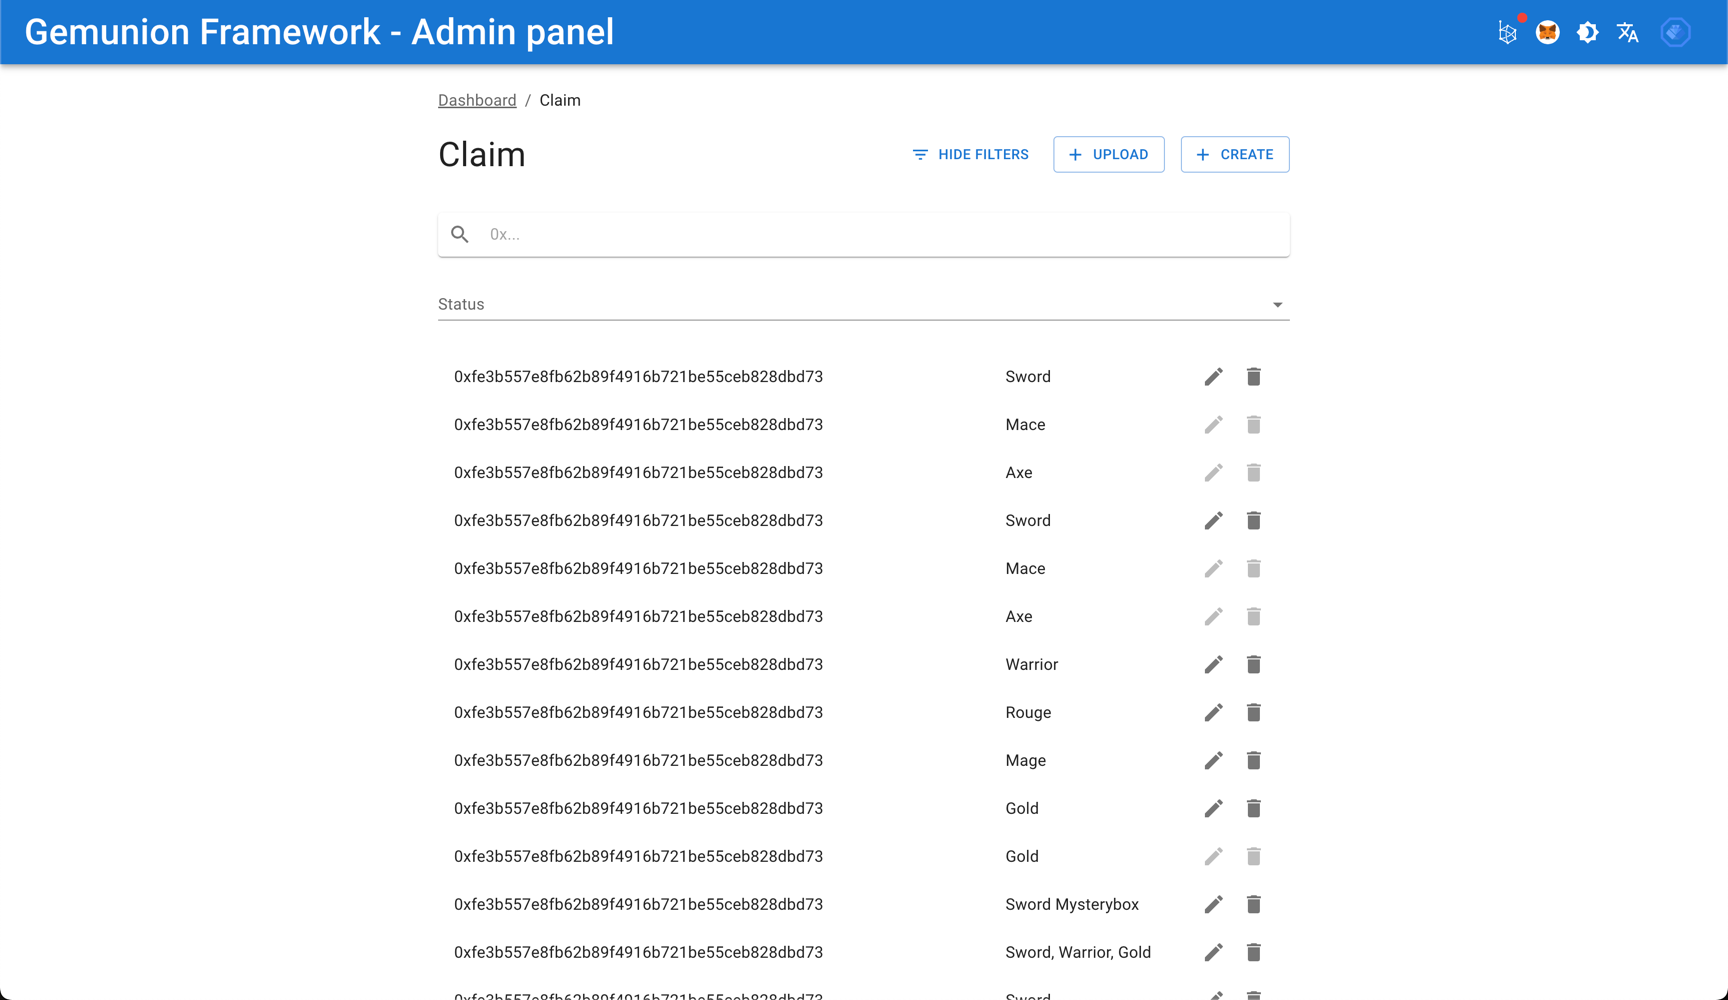 Gemunion Framework - Admin panel
Dashboard / Claim
Claim
HIDE FILTERS
+ UPLOAD
+ CREATE
0x...
Status
0xfe3b557e8fb62b89f4916b721be55ceb828dbd73 Sword
0xfe3b557e8fb62b89f4916b721be55ceb828dbd73 Mace
0xfe3b557e8fb62b89f4916b721be55ceb828dbd73 Axe
0xfe3b557e8fb62b89f4916b721be55ceb828dbd73 Sword
0xfe3b557e8fb62b89f4916b721be55ceb828dbd73 Mace
0xfe3b557e8fb62b89f4916b721be55ceb828dbd73 Axe
0xfe3b557e8fb62b89f4916b721be55ceb828dbd73 Warrior
0xfe3b557e8fb62b89f4916b721be55ceb828dbd73 Rouge
0xfe3b557e8fb62b89f4916b721be55ceb828dbd73 Mage
0xfe3b557e8fb62b89f4916b721be55ceb828dbd73 Gold
0xfe3b557e8fb62b89f4916b721be55ceb828dbd73 Gold
0xfe3b557e8fb62b89f4916b721be55ceb828dbd73 Sword Mysterybox
0xfe3b557e8fb62b89f4916b721be55ceb828dbd73 Sword, Warrior, Gold
0xfe3b557e8fb62b89f4916b721be55ceb828dbd73 Sword